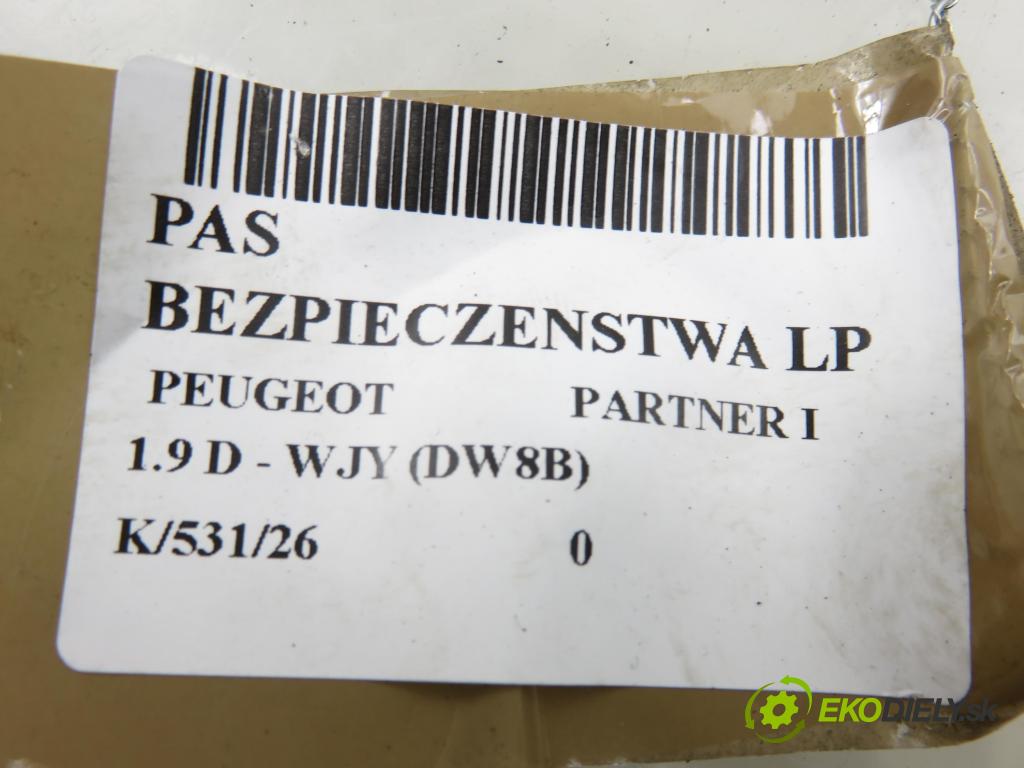 PAS
BEZPIECZENSTWA LP
PEUGEOT PARTNER I
1.9 D - WJY (DW8B)
K/531/26 0
EKODIELY.sk